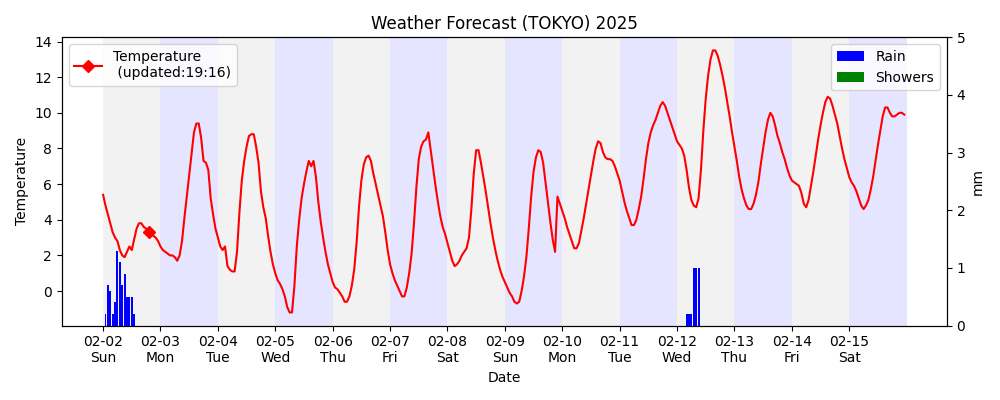 Weather Forecast (TOKYO) 2025
Temperature
(updated:19:16)
Rain
Showers
Temperature
14
12
10
8
6
4
2
0
5
4
3
2
1
0
mm
02-02 02-03 02-04 02-05 02-06 02-07 02-08 02-09 02-10 02-11 02-12 02-13 02-14 02-15
Sun Mon Tue Wed Thu Fri Sat Sun Mon Tue Wed Thu Fri Sat
Date